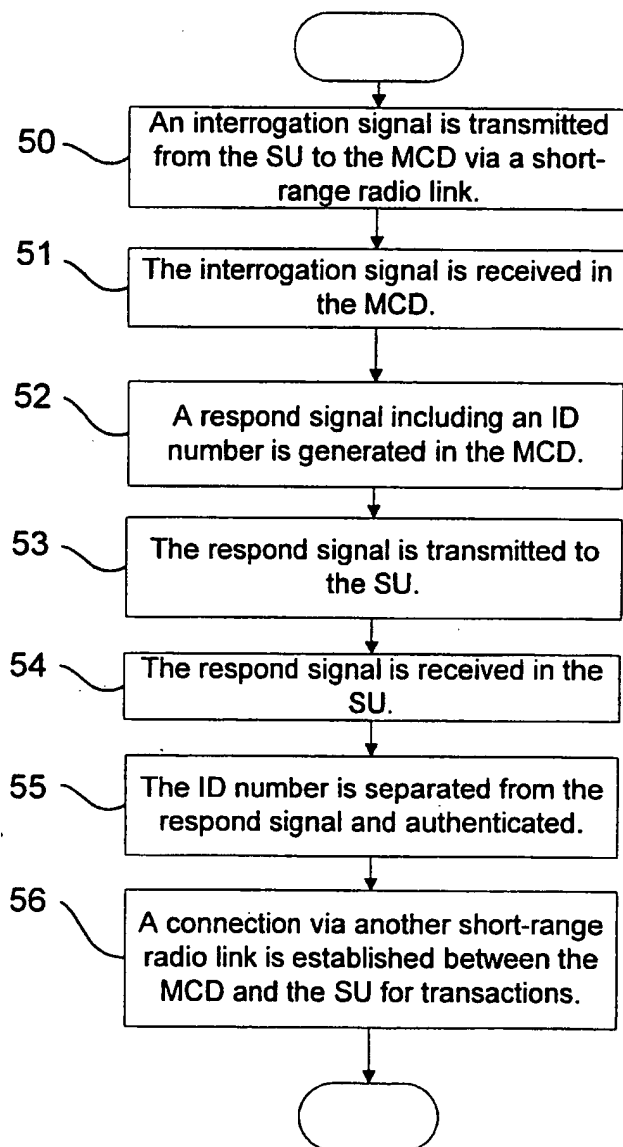 50
An interrogation signal is transmitted
from the SU to the MCD via a short-
range radio link.
51
The interrogation signal is received in
the MCD.
52
A respond signal including an ID
number is generated in the MCD.
53
The respond signal is transmitted to
the SU.
54
The respond signal is received in the
SU.
55
The ID number is separated from the
respond signal and authenticated.
56
A connection via another short-range
radio link is established between the
MCD and the SU for transactions.